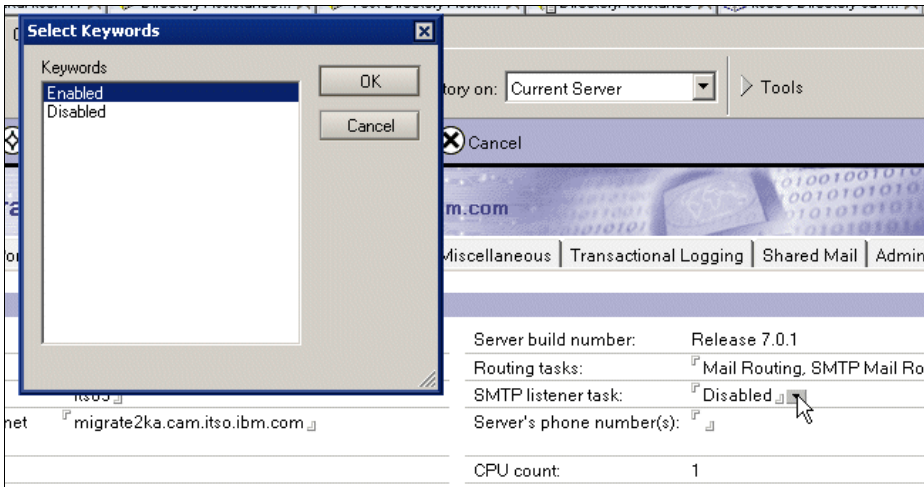 Select Keywords
Keywords
Enabled
Disabled
OK
Cancel
tory on: Current Server
Tools
Cancel
m.com
Miscellaneous Transactional Logging Shared Mail Admin
Server build number: Release 7.0.1
Routing tasks: Mail Routing, SMTP Mail Ro
SMTP listener task: Disabled
net migrate2ka.cam.itso.ibm.com Server's phone number(s):
CPU count: 1